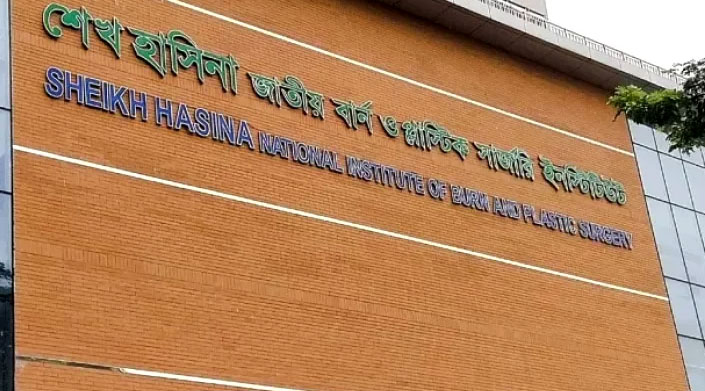 শেখ হাসিনা জাতীয় বার্ন ও প্লাস্টিক সার্জারি ইনস্টিটিউট
SHEIKH HASINA NATIONAL INSTITUTE OF BURN AND PLASTIC SURGERY